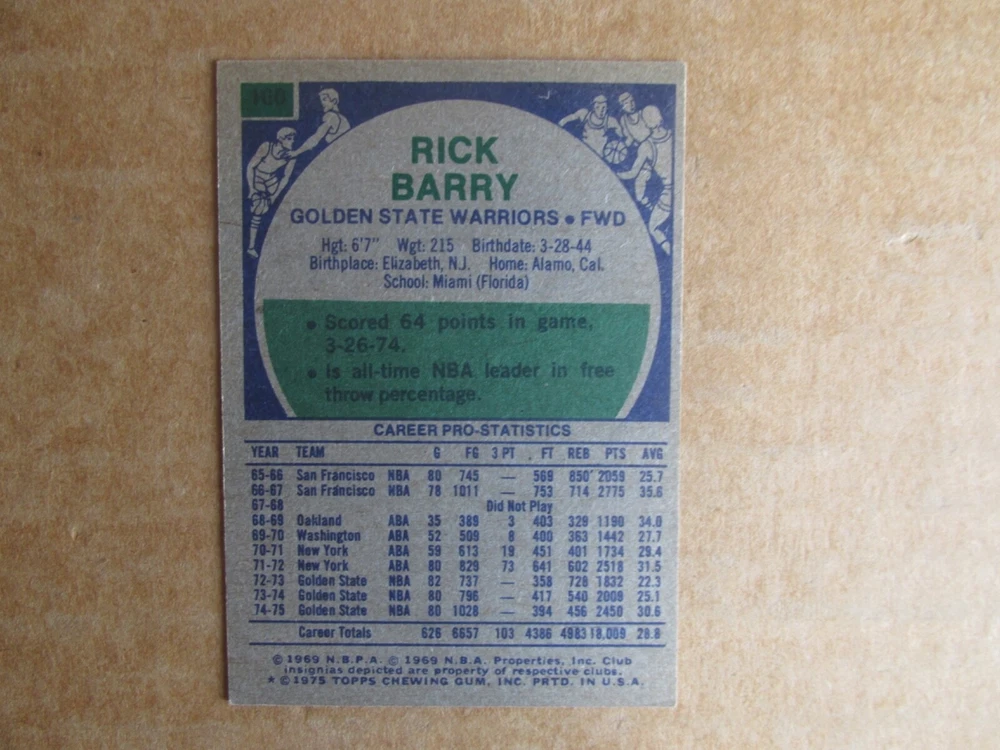 100
RICK
BARRY
GOLDEN STATE WARRIORS • FWD
Hgt: 6'7" Wgt: 215 Birthdate: 3-28-44
Birthplace: Elizabeth, N.J. Home: Alamo, Cal.
School: Miami (Florida)
• Scored 64 points in game,
3-26-74.
• Is all-time NBA leader in free
throw percentage.
CAREER PRO-STATISTICS
YEAR TEAM G FG 3 PT FT REB PTS AVG
65-66 San Francisco NBA 80 745 — 569 850 2059 25.7
66-67 San Francisco NBA 78 1011 — 753 714 2775 35.6
67-68 Did Not Play
68-69 Oakland ABA 35 389 3 403 329 1190 34.0
69-70 Washington ABA 52 509 8 400 363 1442 27.7
70-71 New York ABA 59 613 19 451 401 1734 29.4
71-72 New York ABA 80 829 73 641 602 2518 31.5
72-73 Golden State NBA 82 737 — 358 728 1832 22.3
73-74 Golden State NBA 80 796 — 417 540 2009 25.1
74-75 Golden State NBA 80 1028 — 394 456 2450 30.6
Career Totals 626 6657 103 4386 4983 18,009 28.8
© 1969 N.B.P.A. © 1969 N.B.A. Properties, Inc. Club
insignias depicted are property of respective clubs.
* © 1975 TOPPS CHEWING GUM, INC. PRTD. IN U.S.A.